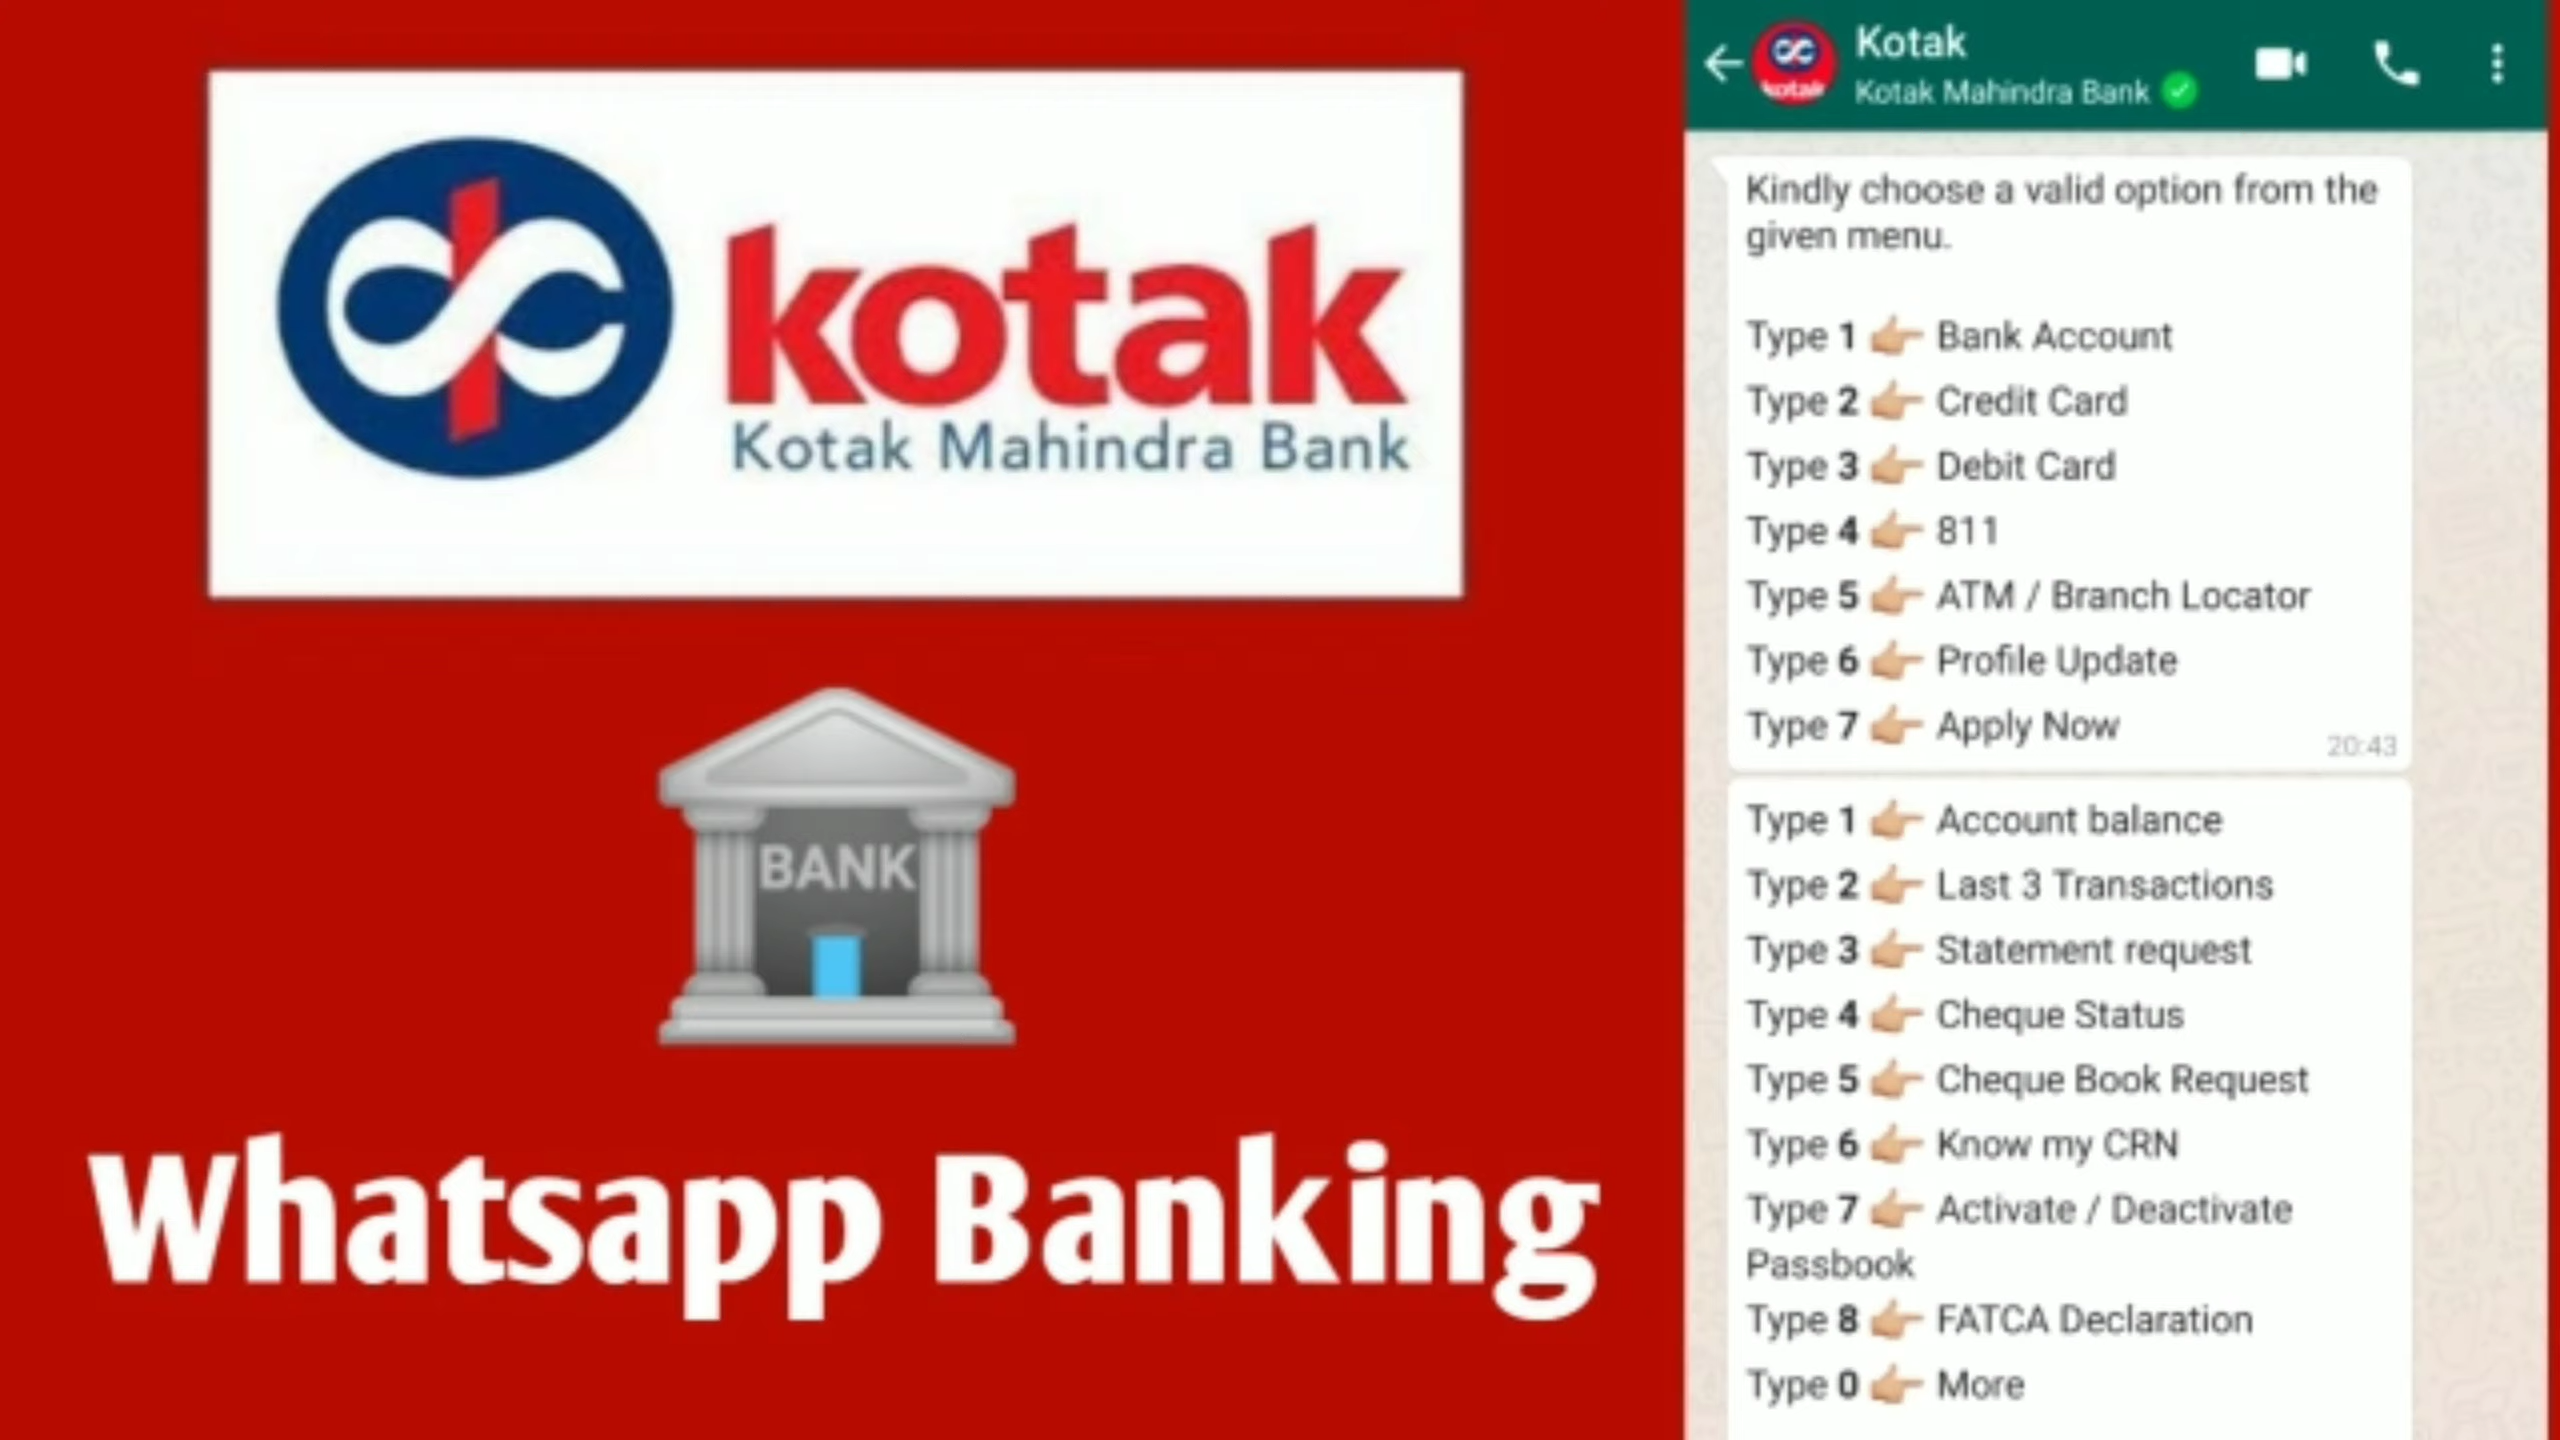 kotak
Kotak Mahindra Bank
BANK
Whatsapp Banking
Kotak
kotak
Kotak Mahindra Bank
Kindly choose a valid option from the
given menu.
Type 1 👉🏼 Bank Account
Type 2 👉🏼 Credit Card
Type 3 👉🏼 Debit Card
Type 4 👉🏼 811
Type 5 👉🏼 ATM / Branch Locator
Type 6 👉🏼 Profile Update
Type 7 👉🏼 Apply Now
20:43
Type 1 👉🏼 Account balance
Type 2 👉🏼 Last 3 Transactions
Type 3 👉🏼 Statement request
Type 4 👉🏼 Cheque Status
Type 5 👉🏼 Cheque Book Request
Type 6 👉🏼 Know my CRN
Type 7 👉🏼 Activate / Deactivate
Passbook
Type 8 👉🏼 FATCA Declaration
Type 0 👉🏼 More